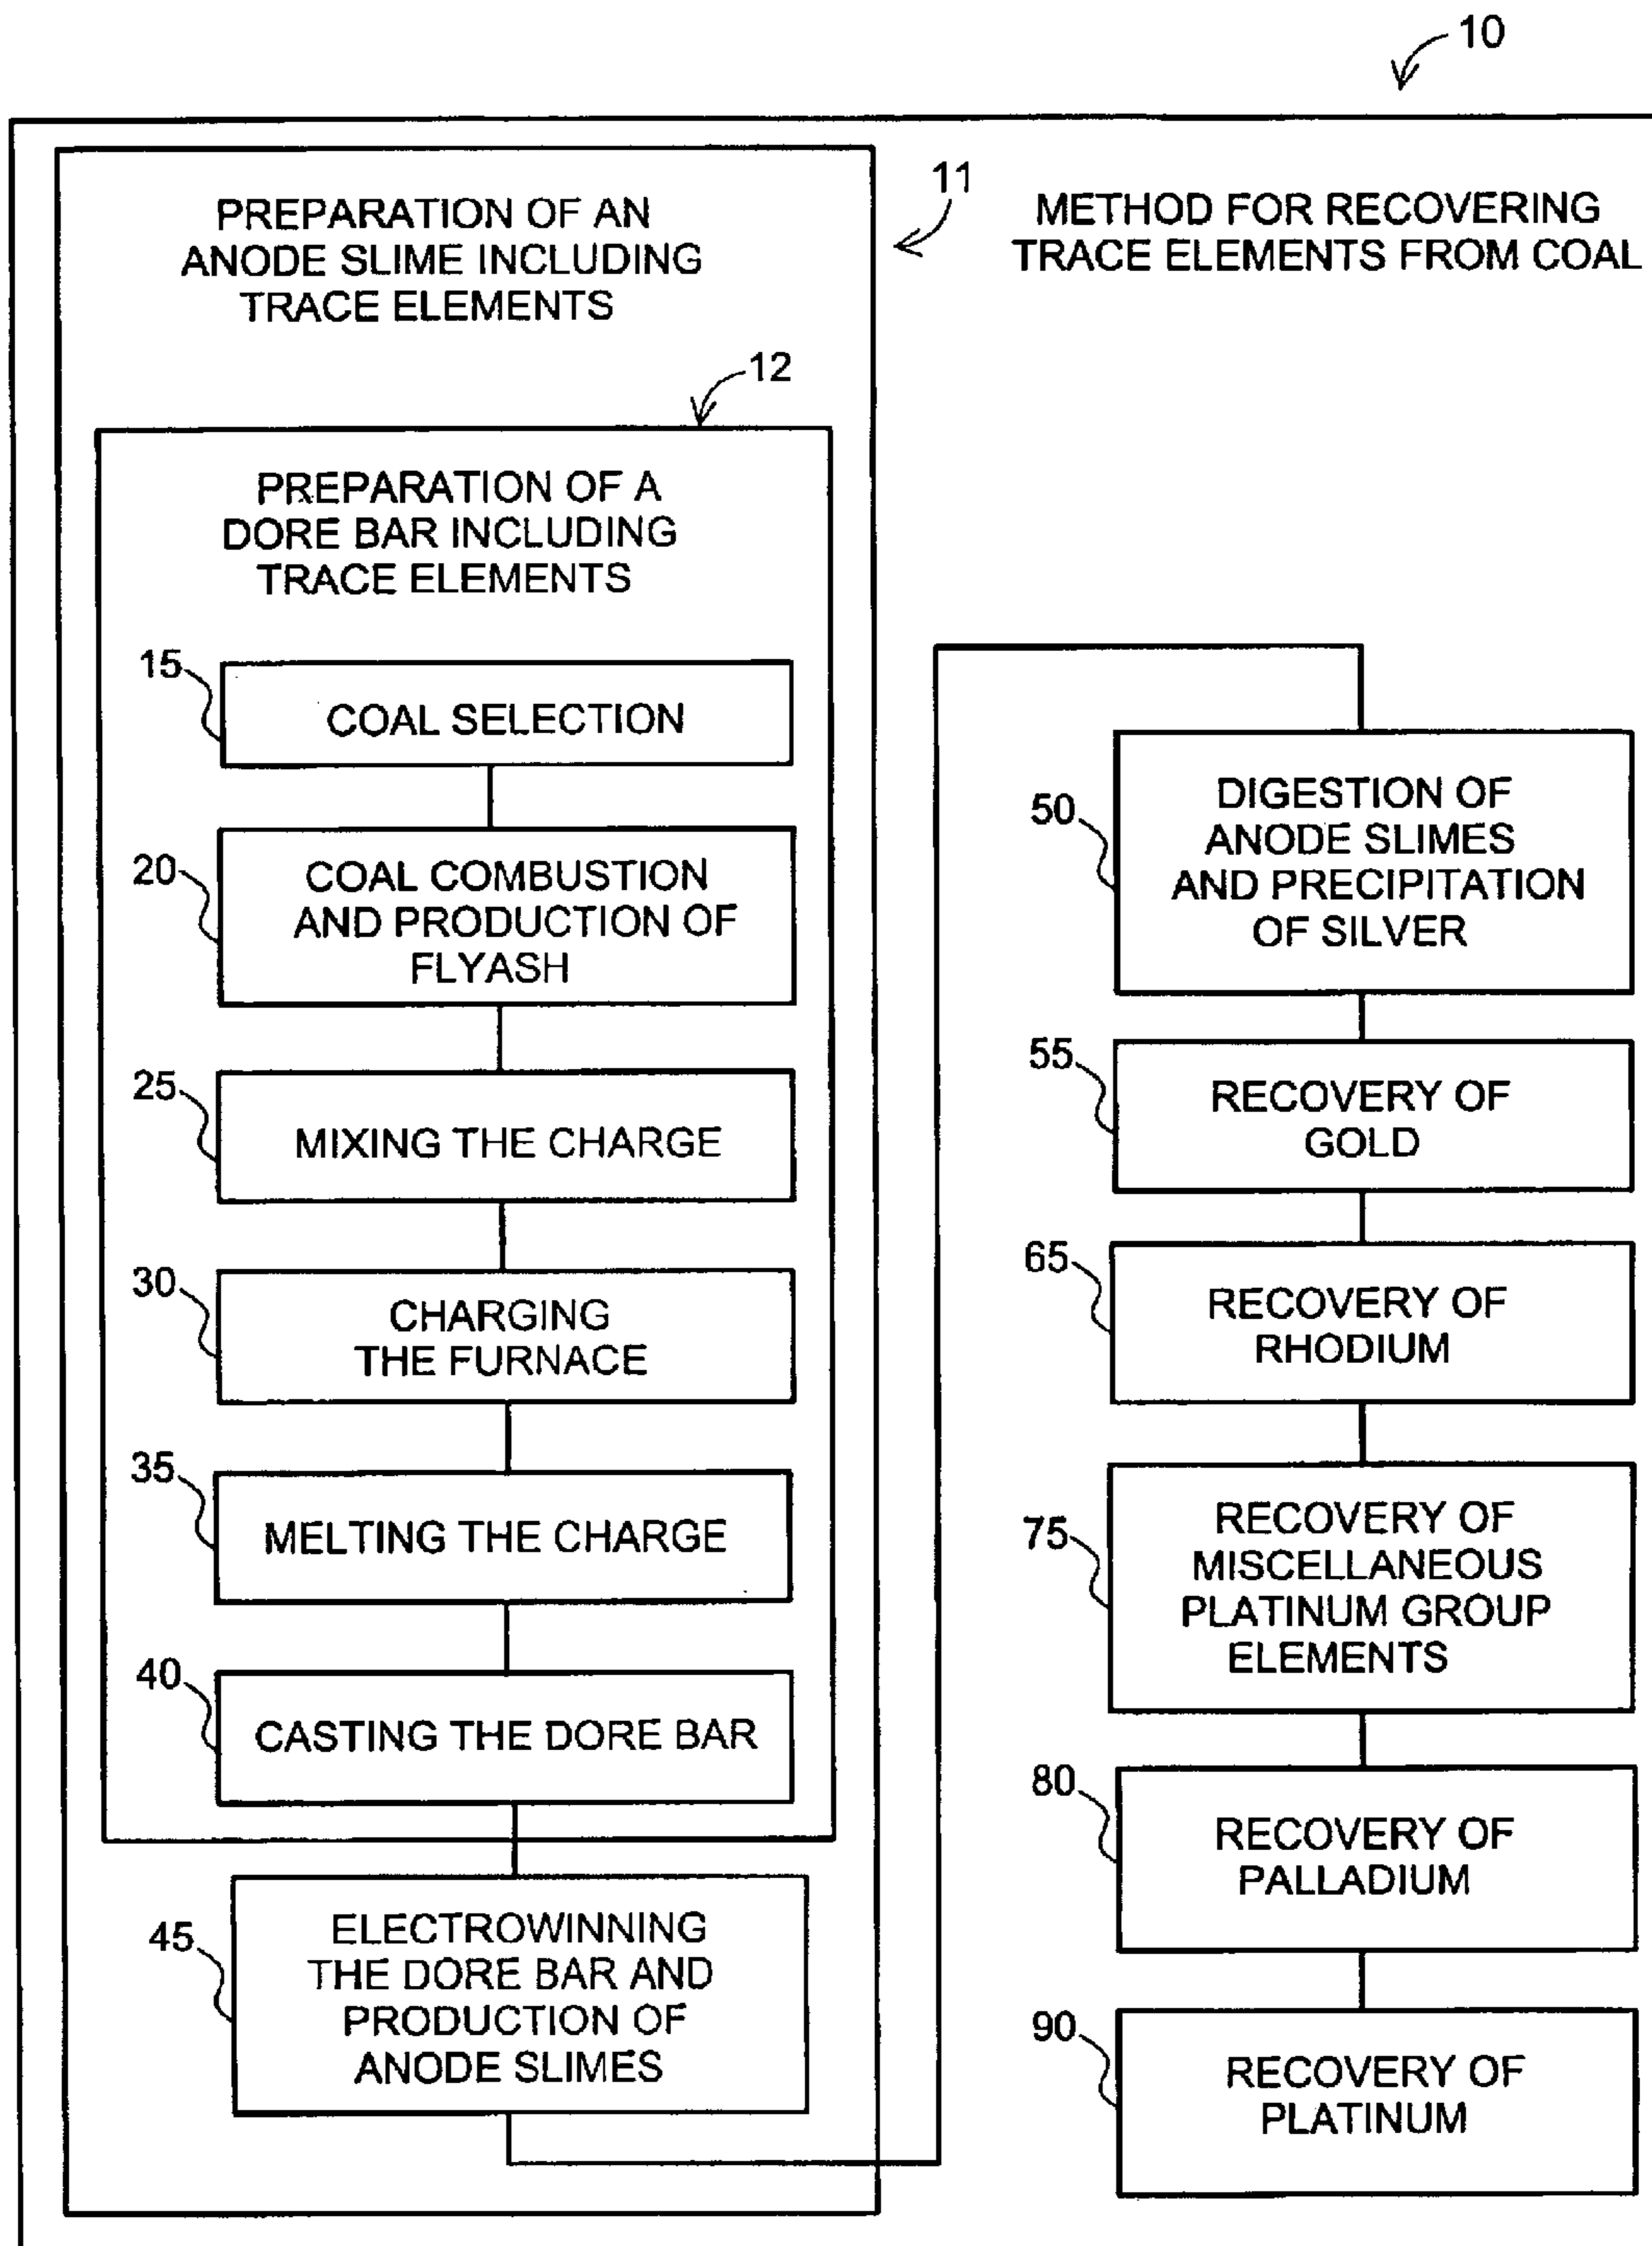 10
11
PREPARATION OF AN
ANODE SLIME INCLUDING
TRACE ELEMENTS
METHOD FOR RECOVERING
TRACE ELEMENTS FROM COAL
12
PREPARATION OF A
DORE BAR INCLUDING
TRACE ELEMENTS
15
COAL SELECTION
20
COAL COMBUSTION
AND PRODUCTION OF
FLYASH
25
MIXING THE CHARGE
30
CHARGING
THE FURNACE
35
MELTING THE CHARGE
40
CASTING THE DORE BAR
45
ELECTROWINNING
THE DORE BAR AND
PRODUCTION OF
ANODE SLIMES
50
DIGESTION OF
ANODE SLIMES
AND PRECIPITATION
OF SILVER
55
RECOVERY OF
GOLD
65
RECOVERY OF
RHODIUM
75
RECOVERY OF
MISCELLANEOUS
PLATINUM GROUP
ELEMENTS
80
RECOVERY OF
PALLADIUM
90
RECOVERY OF
PLATINUM